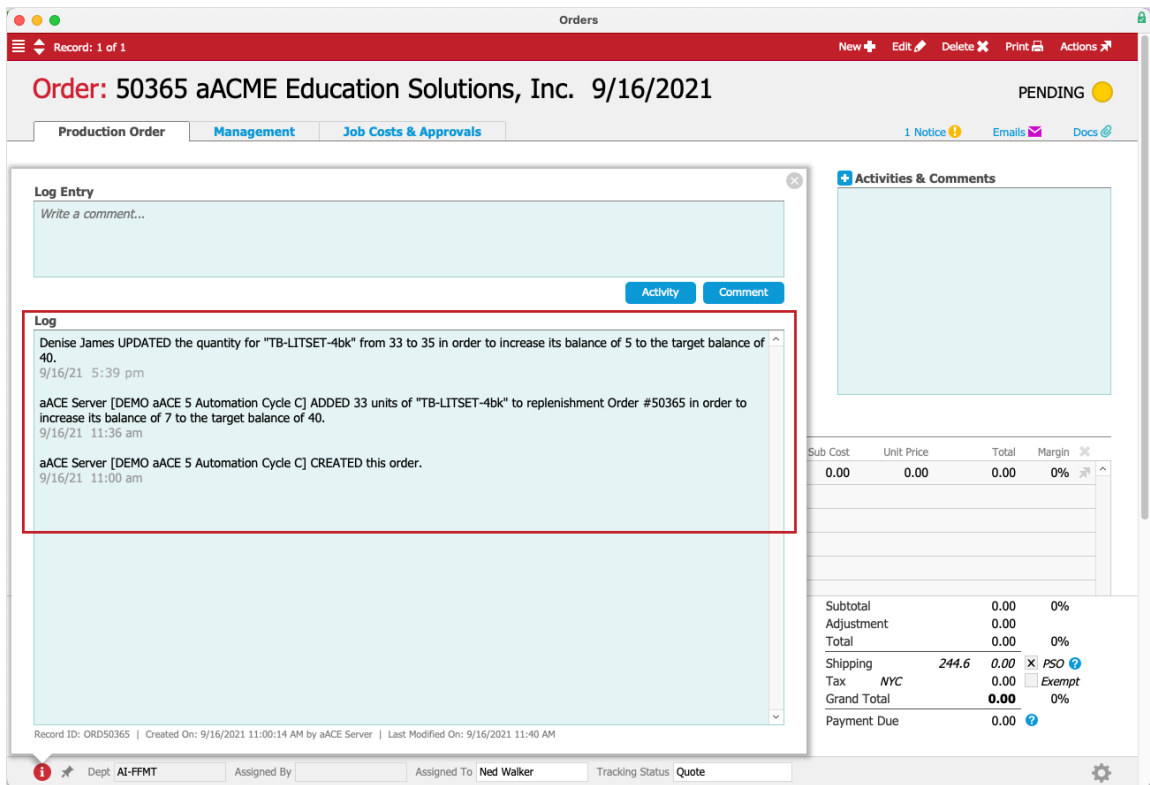 Orders
Record: 1 of 1
New Edit Delete Print Actions
Order: 50365 aACME Education Solutions, Inc. 9/16/2021
PENDING
Production Order Management Job Costs & Approvals
1 Notice Emails Docs
Log Entry
Write a comment...
Activity Comment
Log
Denise James UPDATED the quantity for "TB-LITSET-4bk" from 33 to 35 in order to increase its balance of 5 to the target balance of
40.
9/16/21 5:39 pm
aACE Server [DEMO aACE 5 Automation Cycle C] ADDED 33 units of "TB-LITSET-4bk" to replenishment Order #50365 in order to
increase its balance of 7 to the target balance of 40.
9/16/21 11:36 am
aACE Server [DEMO aACE 5 Automation Cycle C] CREATED this order.
9/16/21 11:00 am
Record ID: ORD50365 | Created On: 9/16/2021 11:00:14 AM by aACE Server | Last Modified On: 9/16/2021 11:40 AM
Activities & Comments
Sub Cost Unit Price Total Margin
0.00 0.00 0.00 0%
Subtotal 0.00 0%
Adjustment 0.00
Total 0.00 0%
Shipping 244.6 0.00 PSO
Tax NYC 0.00 Exempt
Grand Total 0.00 0%
Payment Due 0.00
Dept AI-FFMT Assigned By Assigned To Ned Walker Tracking Status Quote